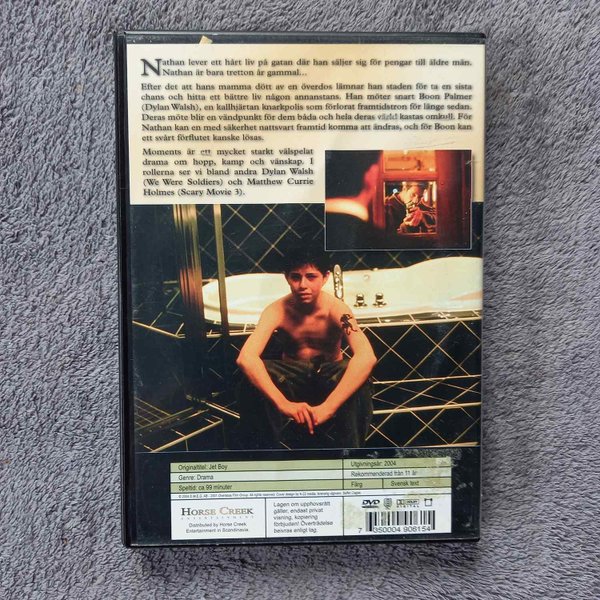 Nathan lever ett hårt liv på gatan där han säljer sig för pengar till äldre män.
Nathan är bara tretton år gammal...
Efter det att hans mamma dött av en överdos lämnar han staden för ta en sista
chans och hitta ett bättre liv någon annanstans. Han möter snart Boon Palmer
(Dylan Walsh), en kallhjärtan knarkpolis som förlorat framtidstron för länge sedan.
Deras möte blir en vändpunkt för dem båda och hela deras värld kastas omkull. För
Nathan kan en med säkerhet nattsvart framtid komma att ändras, och för Boon kan
ett svårt förflutet kanske lösas.
Moments är ett mycket starkt välspelat
drama om hopp, kamp och vänskap. I
rollerna ser vi bland andra Dylan Walsh
(We Were Soldiers) och Matthew Currie
Holmes (Scary Movie 3).
Originaltitel: Jet Boy
Utgivningsår: 2004
Genre: Drama
Rekommenderad från 11 år
Speltid: ca 99 minuter
Färg
Svensk text
HORSE CREEK
ENTERTAINMENT
Distributed by Horse Creek
Entertainment in Scandinavia.
Lagen om upphovsrätt
gäller, endast privat
visning, kopiering
förbjuden! Överträdelse
beivras enligt lag.
DVD
DOLBY
DIGITAL
7 350004 906154